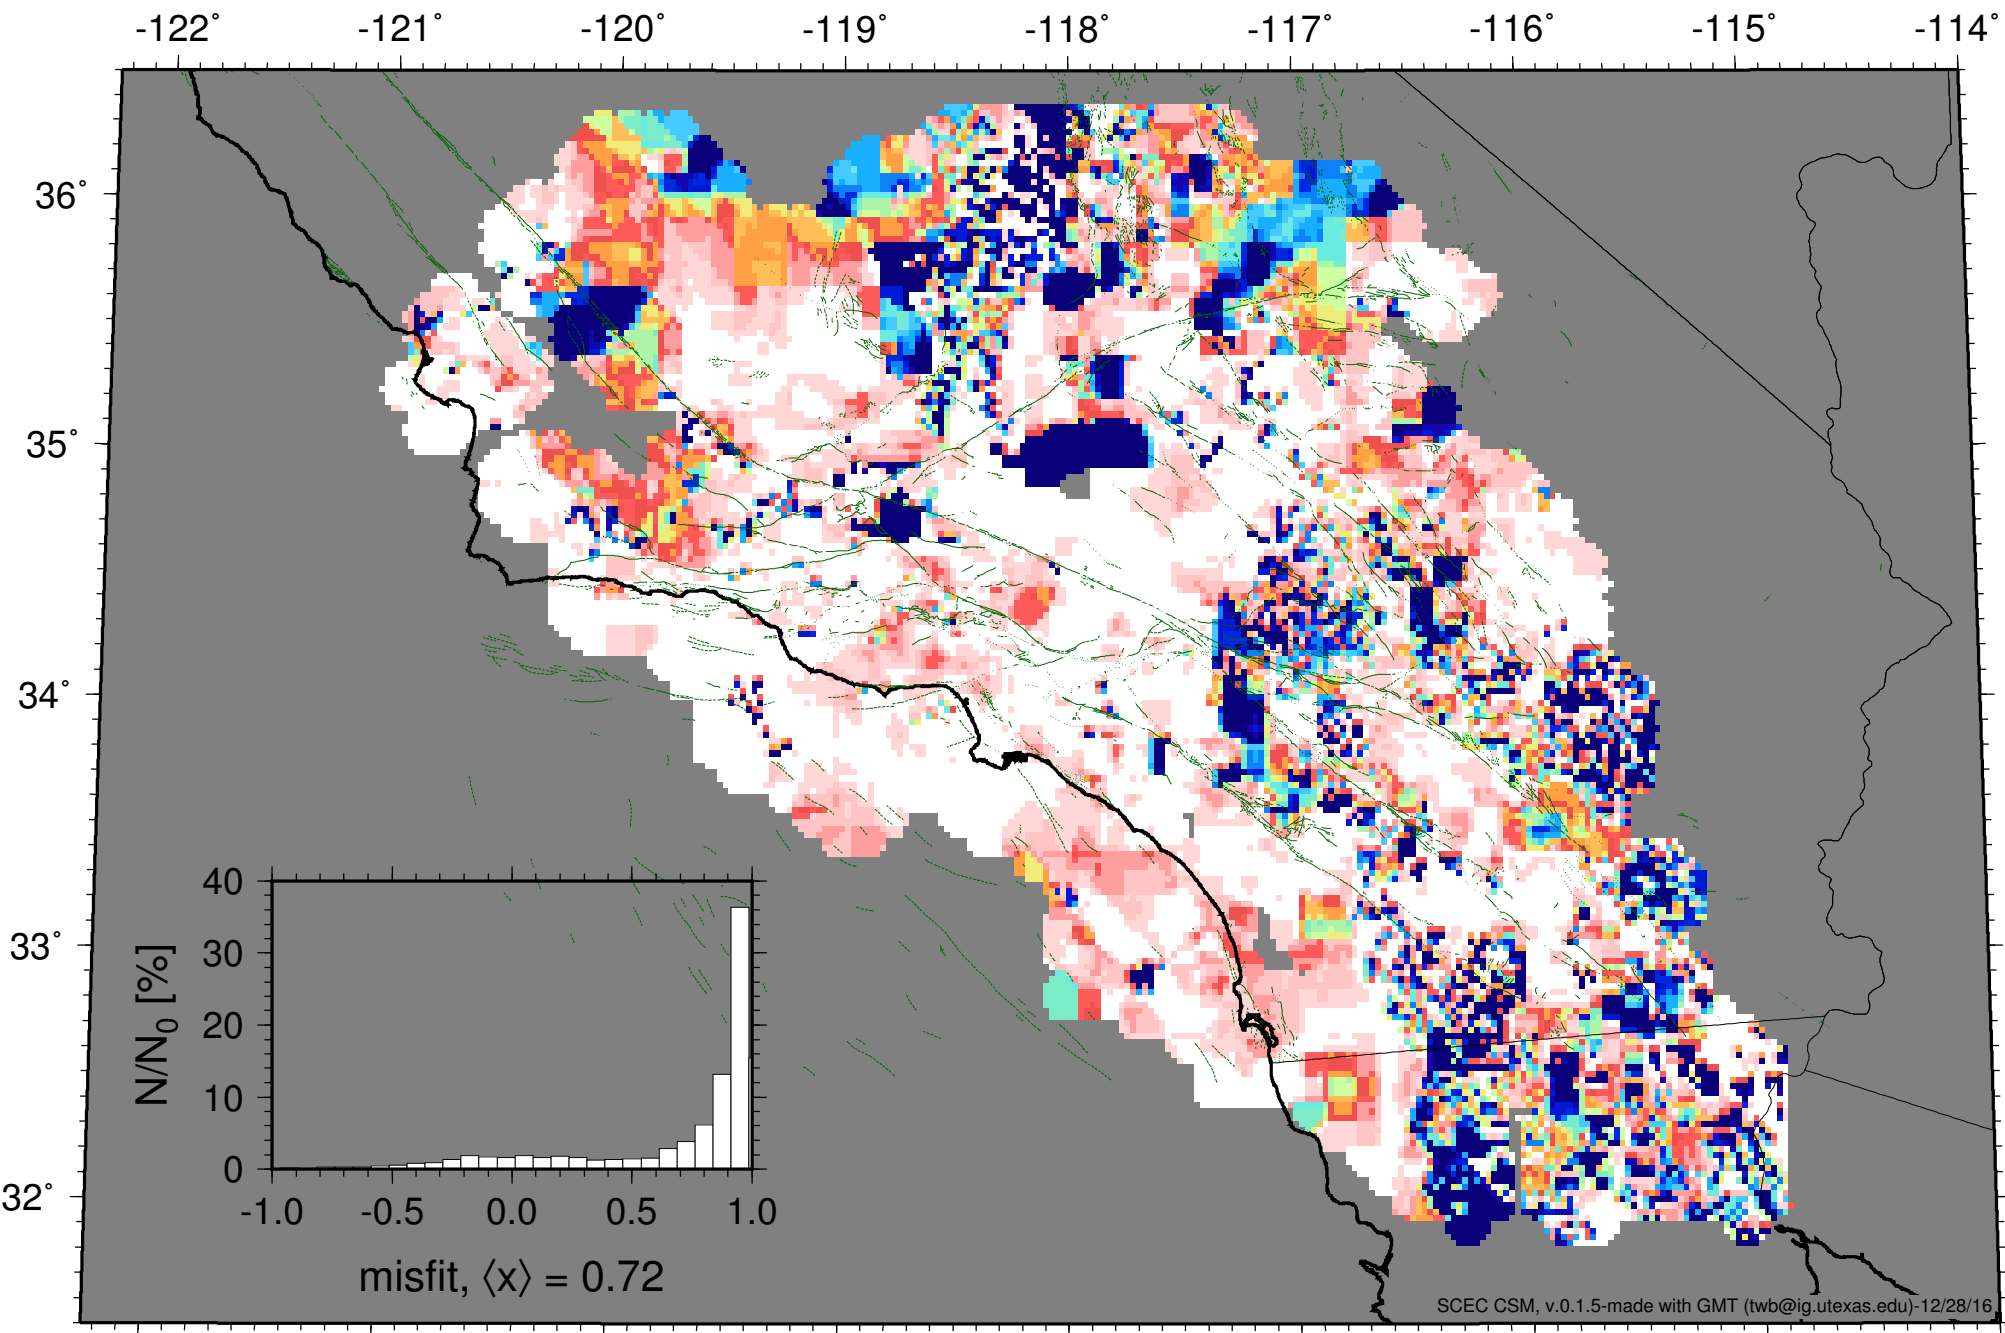 -122˚ -121˚ -120˚ -119˚ -118˚ -117˚ -116˚ -115˚ -114˚
36˚
35˚
34˚
33˚
32˚
40
30
20
10
0
N/N0 [%]
-1.0 -0.5 0.0 0.5 1.0
misfit, ⟨x⟩ = 0.72
SCEC CSM, v.0.1.5-made with GMT (twb@ig.utexas.edu)-12/28/16